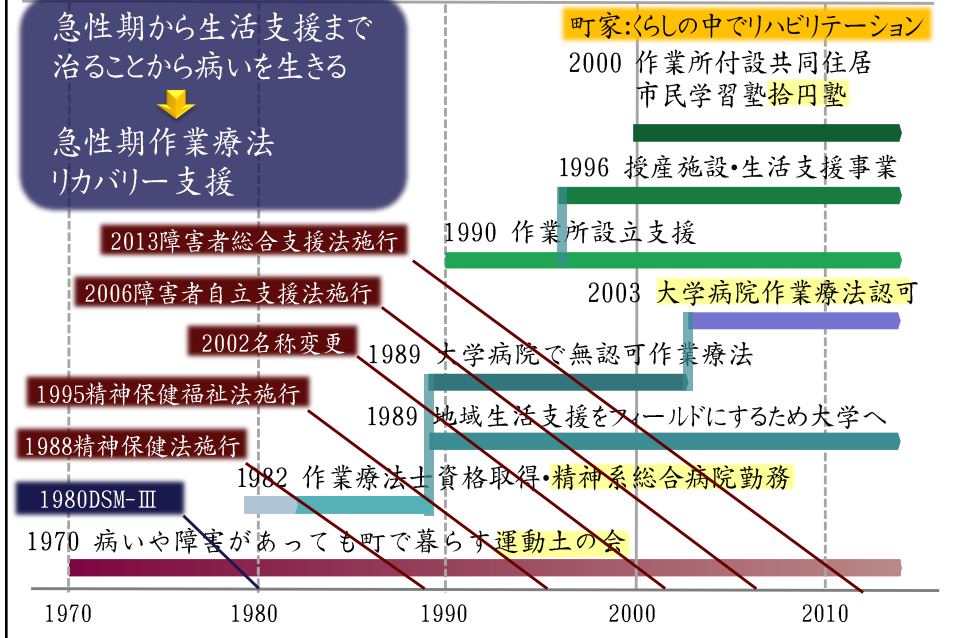 急性期から生活支援まで
治ることから病いを生きる
急性期作業療法
リカバリー支援
町家:くらしの中でリハビリテーション
2000 作業所付設共同住居
市民学習塾拾円塾
1996 授産施設・生活支援事業
2013障害者総合支援法施行
1990 作業所設立支援
2006障害者自立支援法施行
2003 大学病院作業療法認可
2002名称変更
1989 大学病院で無認可作業療法
1995精神保健福祉法施行
1989 地域生活支援をフィールドにするため大学へ
1988精神保健法施行
1982 作業療法士資格取得・精神系総合病院勤務
1980DSM-Ⅲ
1970 病いや障害があっても町で暮らす運動土の会
1970 1980 1990 2000 2010